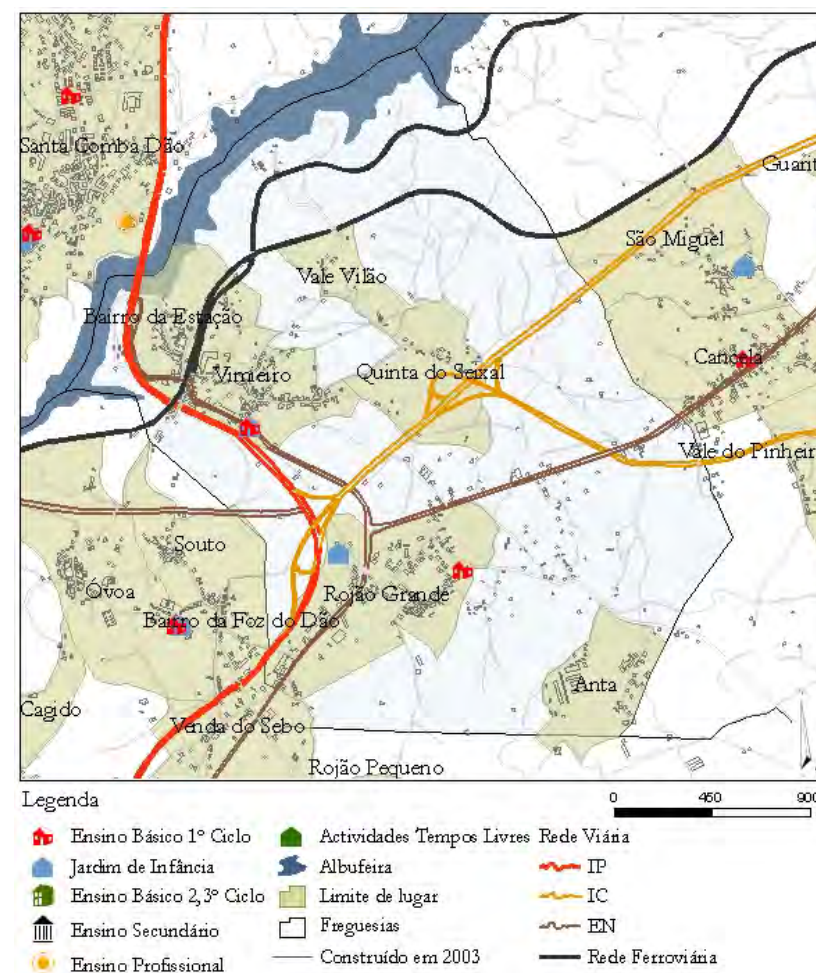 Santa Comba Dão
Guant
São Miguel
Vale Vilão
Bairro da Estação
Vimieiro
Quinta do Seixal
Cancela
Vale do Pinheir
Souto
Óvoa
Rojão Grande
Bairro da Foz do Dão
Anta
Cagido
Venda do Sebo
Rojão Pequeno
Legenda
0 450 900
Ensino Básico 1º Ciclo
Jardim de Infância
Ensino Básico 2,3º Ciclo
Ensino Secundário
Ensino Profissional
Actividades Tempos Livres
Albufeira
Limite de lugar
Freguesias
Construído em 2003
Rede Viária
IP
IC
EN
Rede Ferroviária